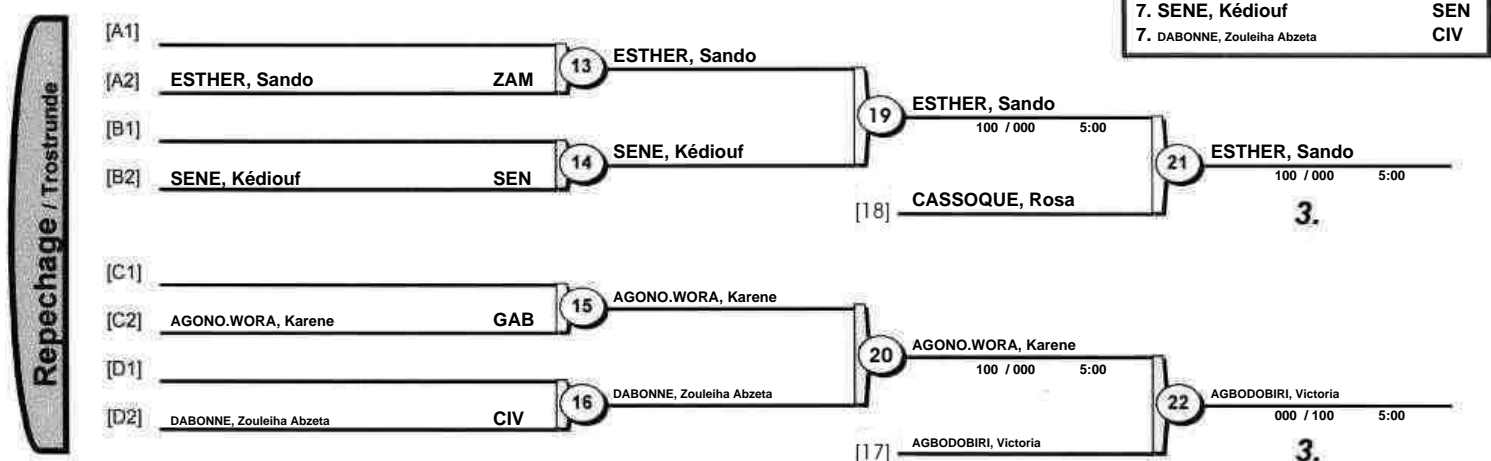 7. SENE, Kédiouf SEN
7. DABONNE, Zouleiha Abzeta CIV
Repechage / Trostrunde
[A1]
13 ESTHER, Sando
[A2] ESTHER, Sando ZAM
19 ESTHER, Sando
100 / 000 5:00
[B1]
14 SENE, Kédiouf
[B2] SENE, Kédiouf SEN
21 ESTHER, Sando
100 / 000 5:00
[18] CASSOQUE, Rosa
3.
[C1]
15 AGONO.WORA, Karene
[C2] AGONO.WORA, Karene GAB
20 AGONO.WORA, Karene
100 / 000 5:00
[D1]
16 DABONNE, Zouleiha Abzeta
[D2] DABONNE, Zouleiha Abzeta CIV
22 AGBODOBIRI, Victoria
000 / 100 5:00
[17] AGBODOBIRI, Victoria
3.